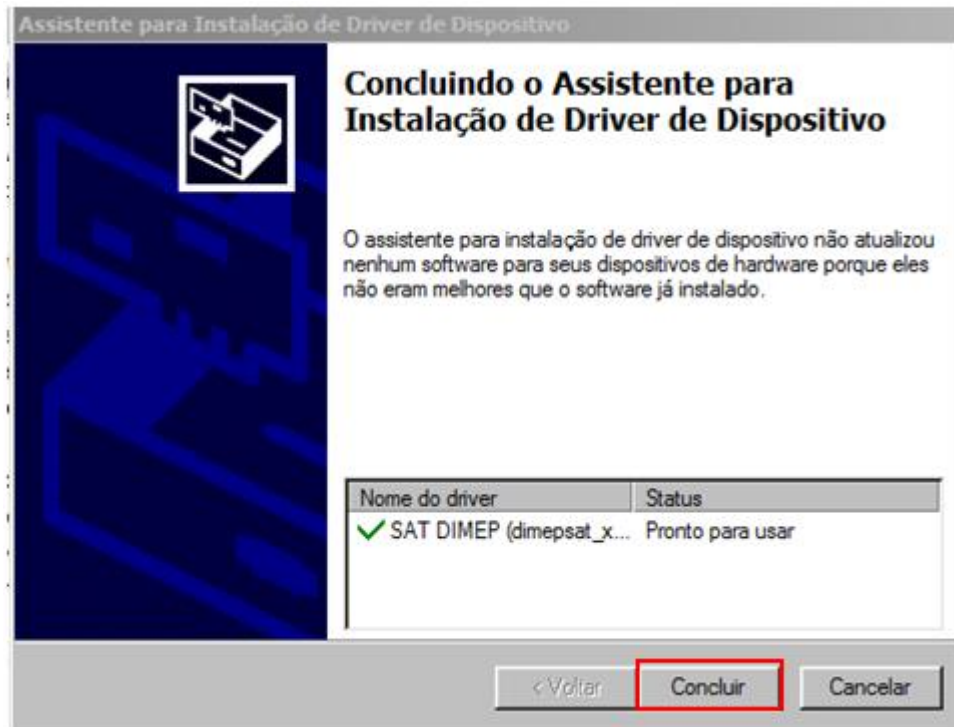 Assistente para Instalação de Driver de Dispositivo
Concluindo o Assistente para
Instalação de Driver de Dispositivo
O assistente para instalação de driver de dispositivo não atualizou
nenhum software para seus dispositivos de hardware porque eles
não eram melhores que o software já instalado.
Nome do driver Status
SAT DIMEP (dimepsat_x... Pronto para usar
< Voltar Concluir Cancelar